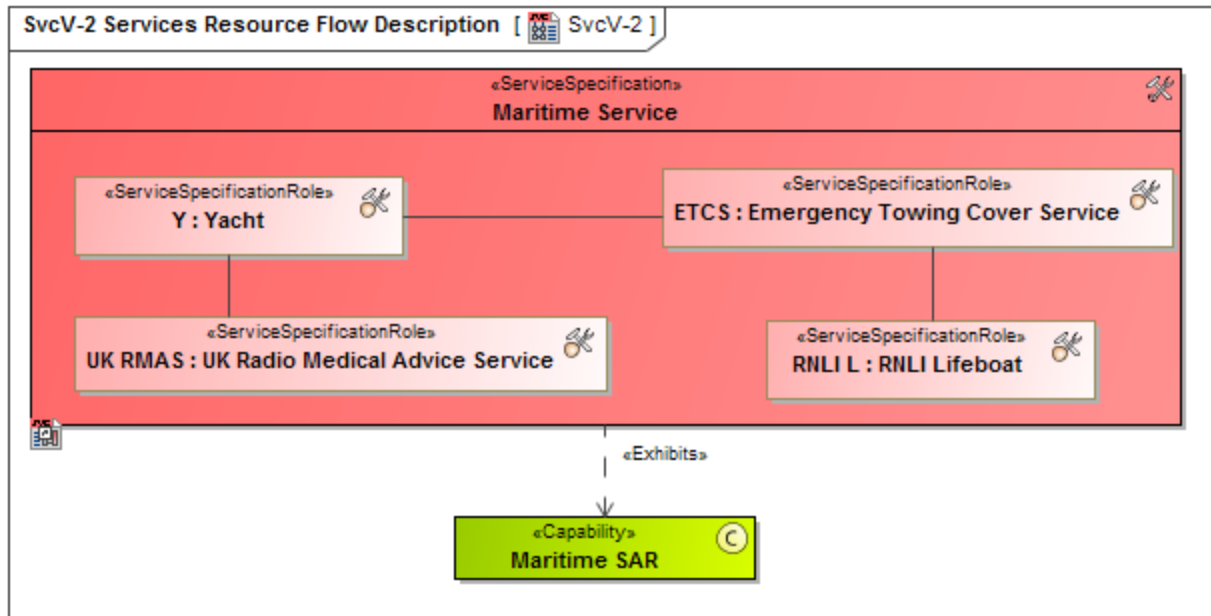 SvcV-2 Services Resource Flow Description [ SvcV-2 ]
«ServiceSpecification»
Maritime Service
«ServiceSpecificationRole»
Y : Yacht
«ServiceSpecificationRole»
ETCS : Emergency Towing Cover Service
«ServiceSpecificationRole»
UK RMAS : UK Radio Medical Advice Service
«ServiceSpecificationRole»
RNLI L : RNLI Lifeboat
«Exhibits»
«Capability»
Maritime SAR
C